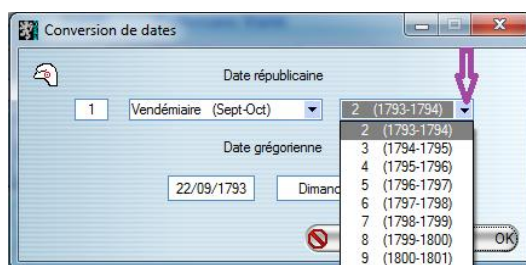 Conversion de dates
Date républicaine
1 Vendémiaire (Sept-Oct) 2 (1793-1794)
2 (1793-1794)
Date grégorienne
3 (1794-1795)
4 (1795-1796)
22/09/1793 Dimanc
5 (1796-1797)
6 (1797-1798)
7 (1798-1799)
8 (1799-1800)
OK
9 (1800-1801)